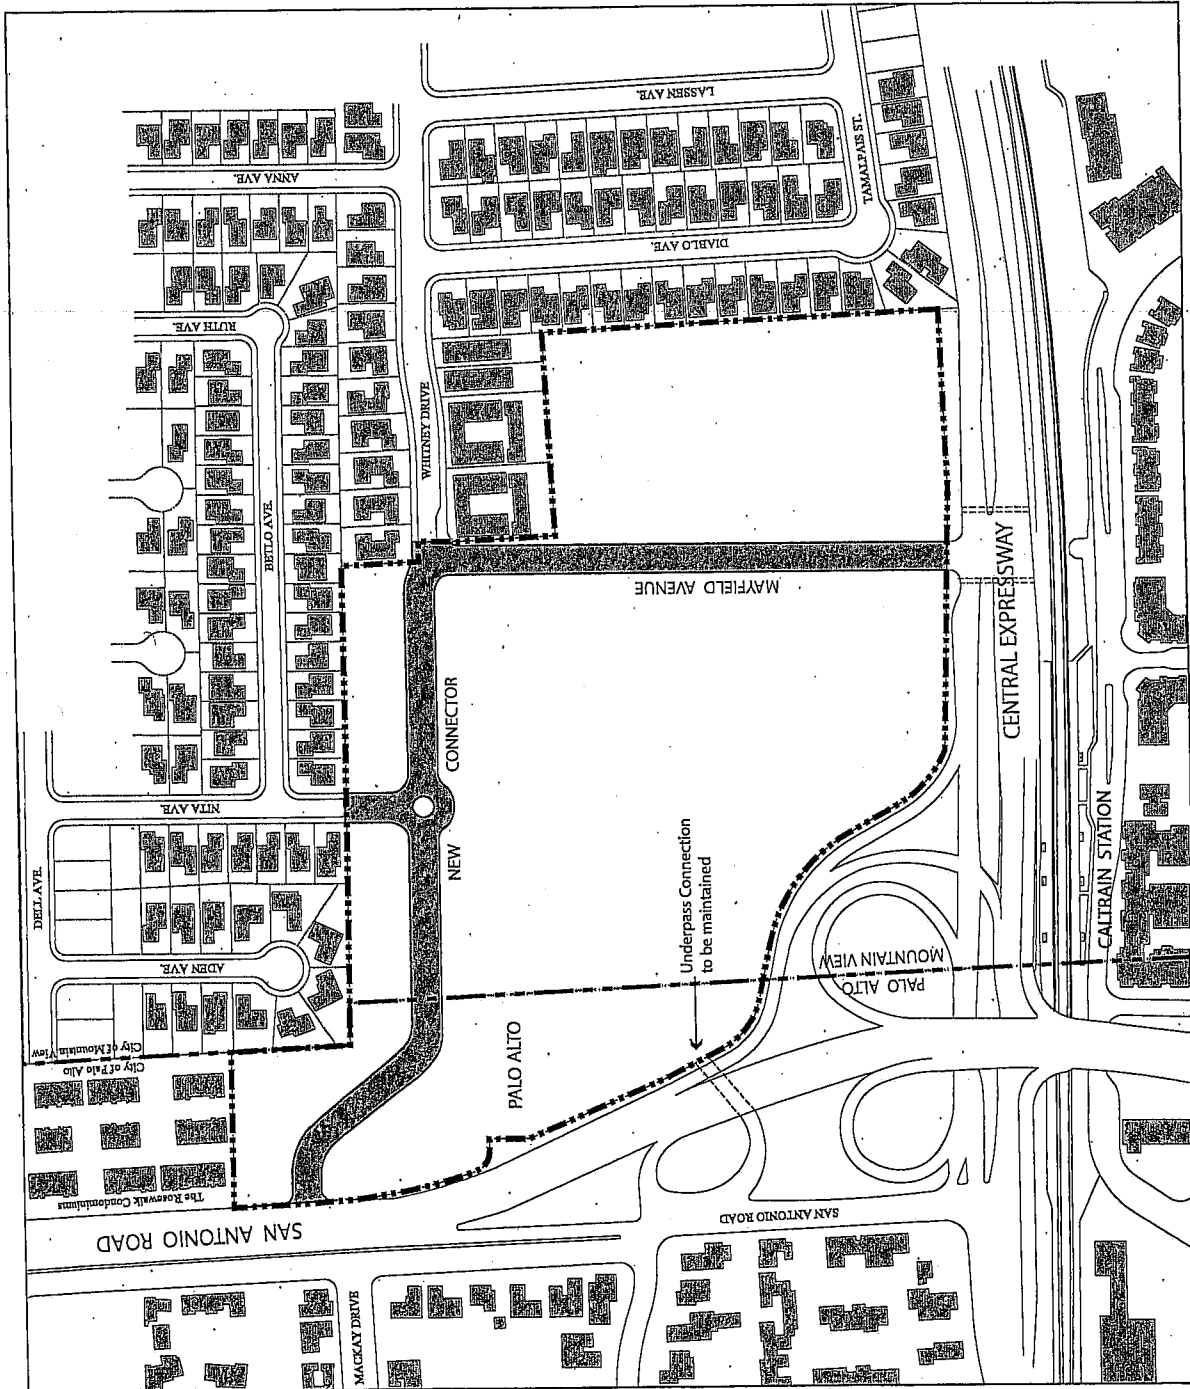 LASSEN AVE.
TAMALPAIS ST.
ANNA AVE.
DIABLO AVE.
RUTH AVE.
WHITNEY DRIVE
BETLO AVE.
MAYFIELD AVENUE
CENTRAL EXPRESSWAY
NEW CONNECTOR
NITA AVE.
CALTRAIN STATION
Underpass Connection
to be maintained
DELL AVE.
ADEN AVE.
MOUNTAIN VIEW
PALO ALTO
City of Mountain View
City of Palo Alto
PALO ALTO
The Rosewalk Condominiums
SAN ANTONIO ROAD
SAN ANTONIO ROAD
MACKAY DRIVE